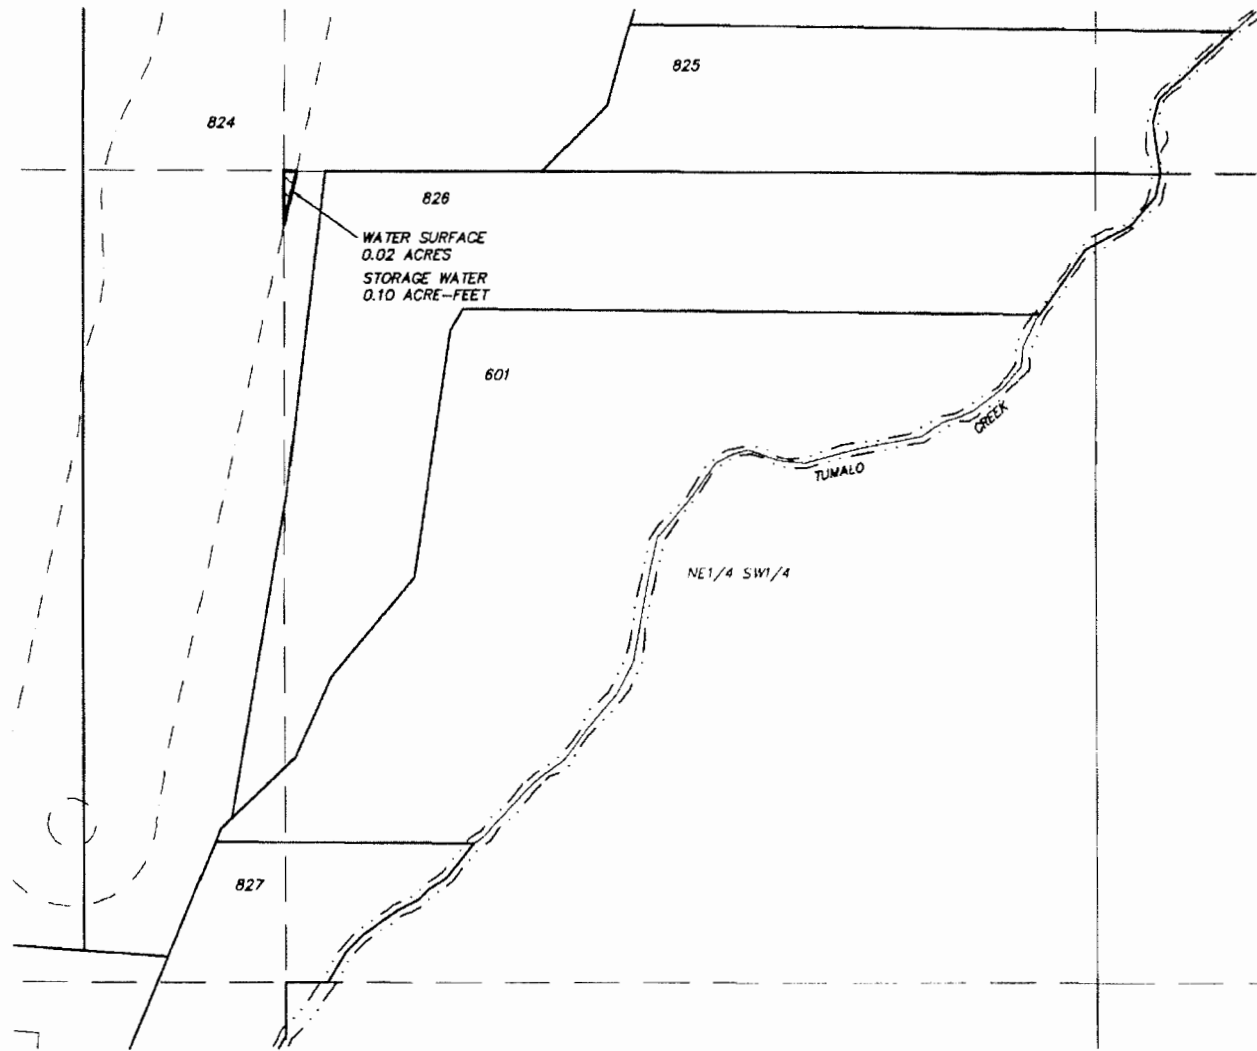 825
824
826
WATER SURFACE
0.02 ACRES
STORAGE WATER
0.10 ACRE-FEET
601
CREEK
TUMALO
NE1/4 SW1/4
827